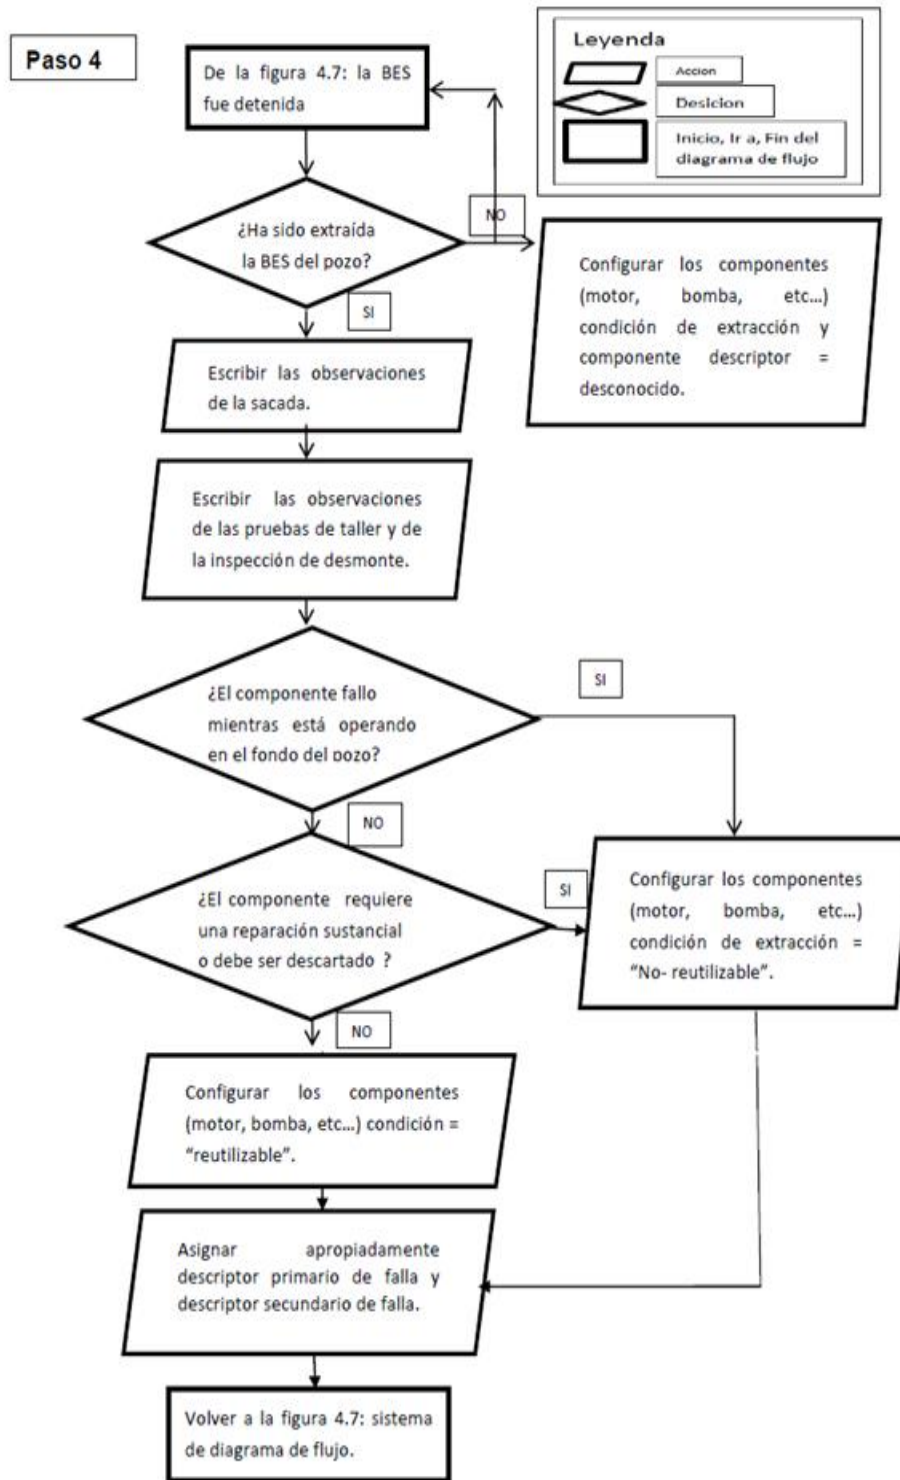 Paso 4
De la figura 4.7: la BES
fue detenida
Leyenda
Accion
Desicion
Inicio, Ir a, Fin del
diagrama de flujo
¿Ha sido extraída
la BES del pozo?
NO
SI
Configurar los componentes
(motor, bomba, etc...)
condición de extracción y
componente descriptor =
desconocido.
Escribir las observaciones
de la sacada.
Escribir las observaciones
de las pruebas de taller y de
la inspección de desmonte.
¿El componente fallo
mientras está operando
en el fondo del pozo?
SI
NO
¿El componente requiere
una reparación sustancial
o debe ser descartado ?
SI
NO
Configurar los componentes
(motor, bomba, etc...)
condición de extracción =
“No- reutilizable”.
Configurar los componentes
(motor, bomba, etc...) condición =
“reutilizable”.
Asignar apropiadamente
descriptor primario de falla y
descriptor secundario de falla.
Volver a la figura 4.7: sistema
de diagrama de flujo.